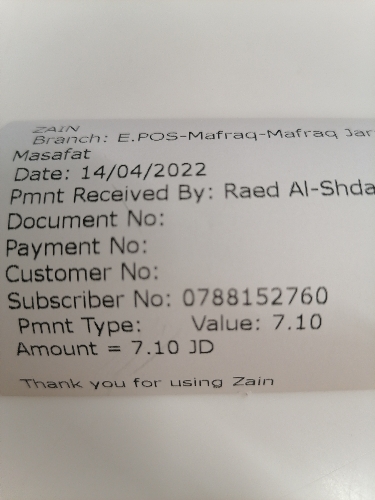 ZAIN
Branch: E.POS-Mafraq-Mafraq Jar
Masafat
Date: 14/04/2022
Pmnt Received By: Raed Al-Shda
Document No:
Payment No:
Customer No:
Subscriber No: 0788152760
Pmnt Type: Value: 7.10
Amount = 7.10 JD
Thank you for using Zain